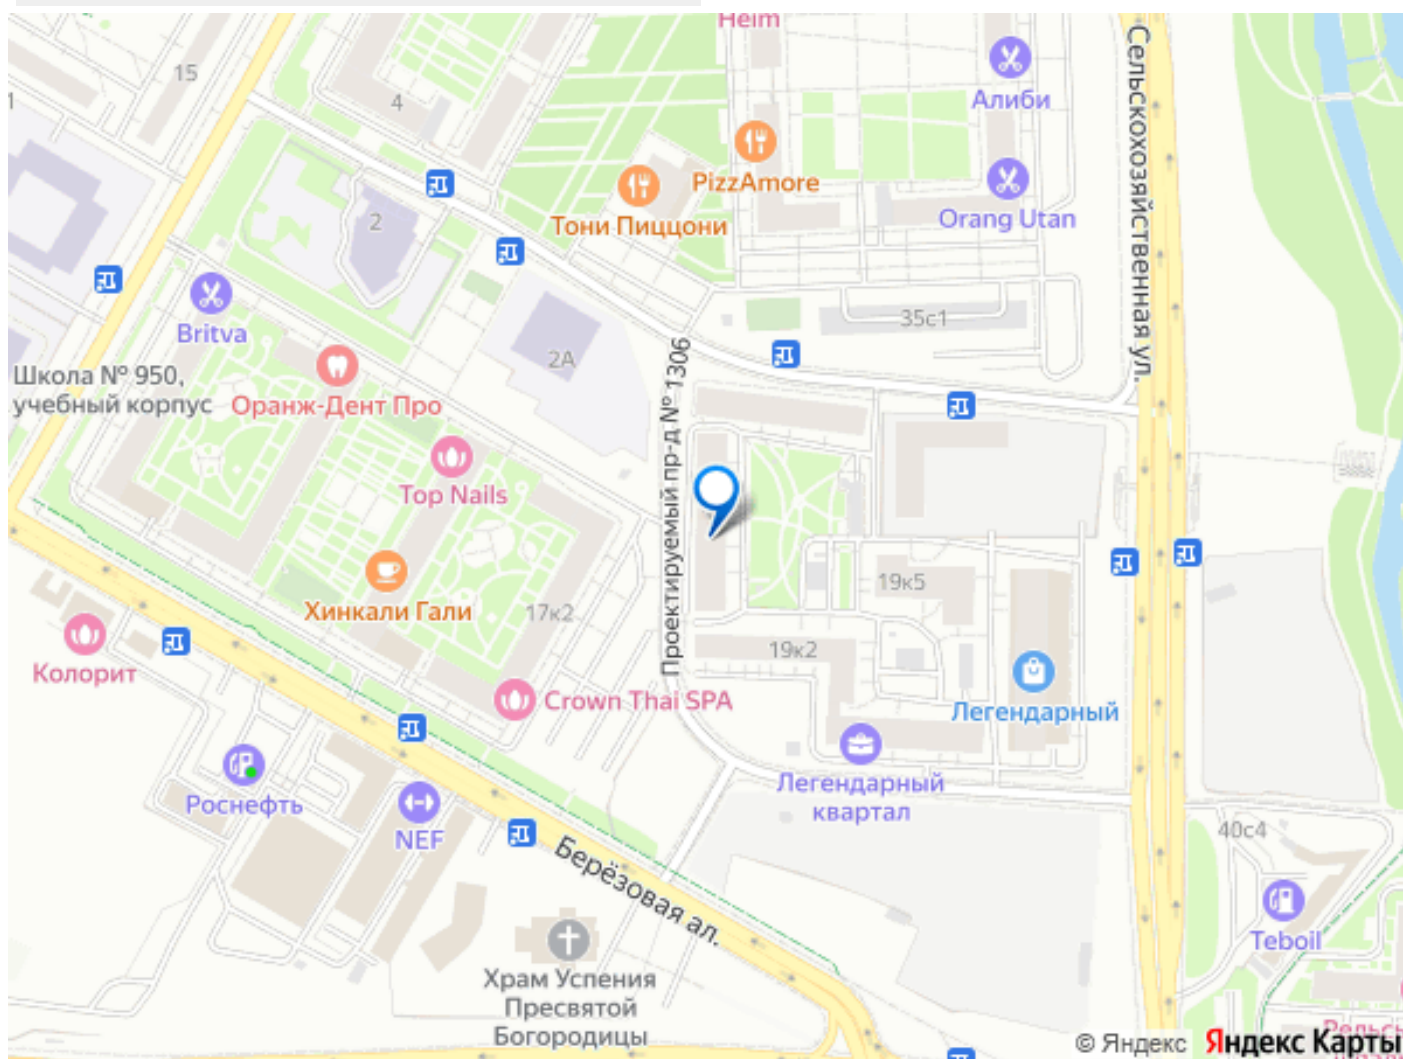 Heim
15
4
1
Алиби
Сельскохозяйственная ул.
PizzAmore
Тони Пиццони
2
Orang Utan
Britva
35с1
2А
Школа № 950,
учебный корпус
Оранж-Дент Про
Проектируемый пр-д № 1306
Top Nails
19к5
Хинкали Гали
17к2
19к2
Колорит
Crown Thai SPA
Легендарный
Легендарный
квартал
Роснефть
NEF
40с4
Берёзовая ал.
Teboil
Храм Успения
Пресвятой
Богородицы
© Яндекс Яндекс Карты